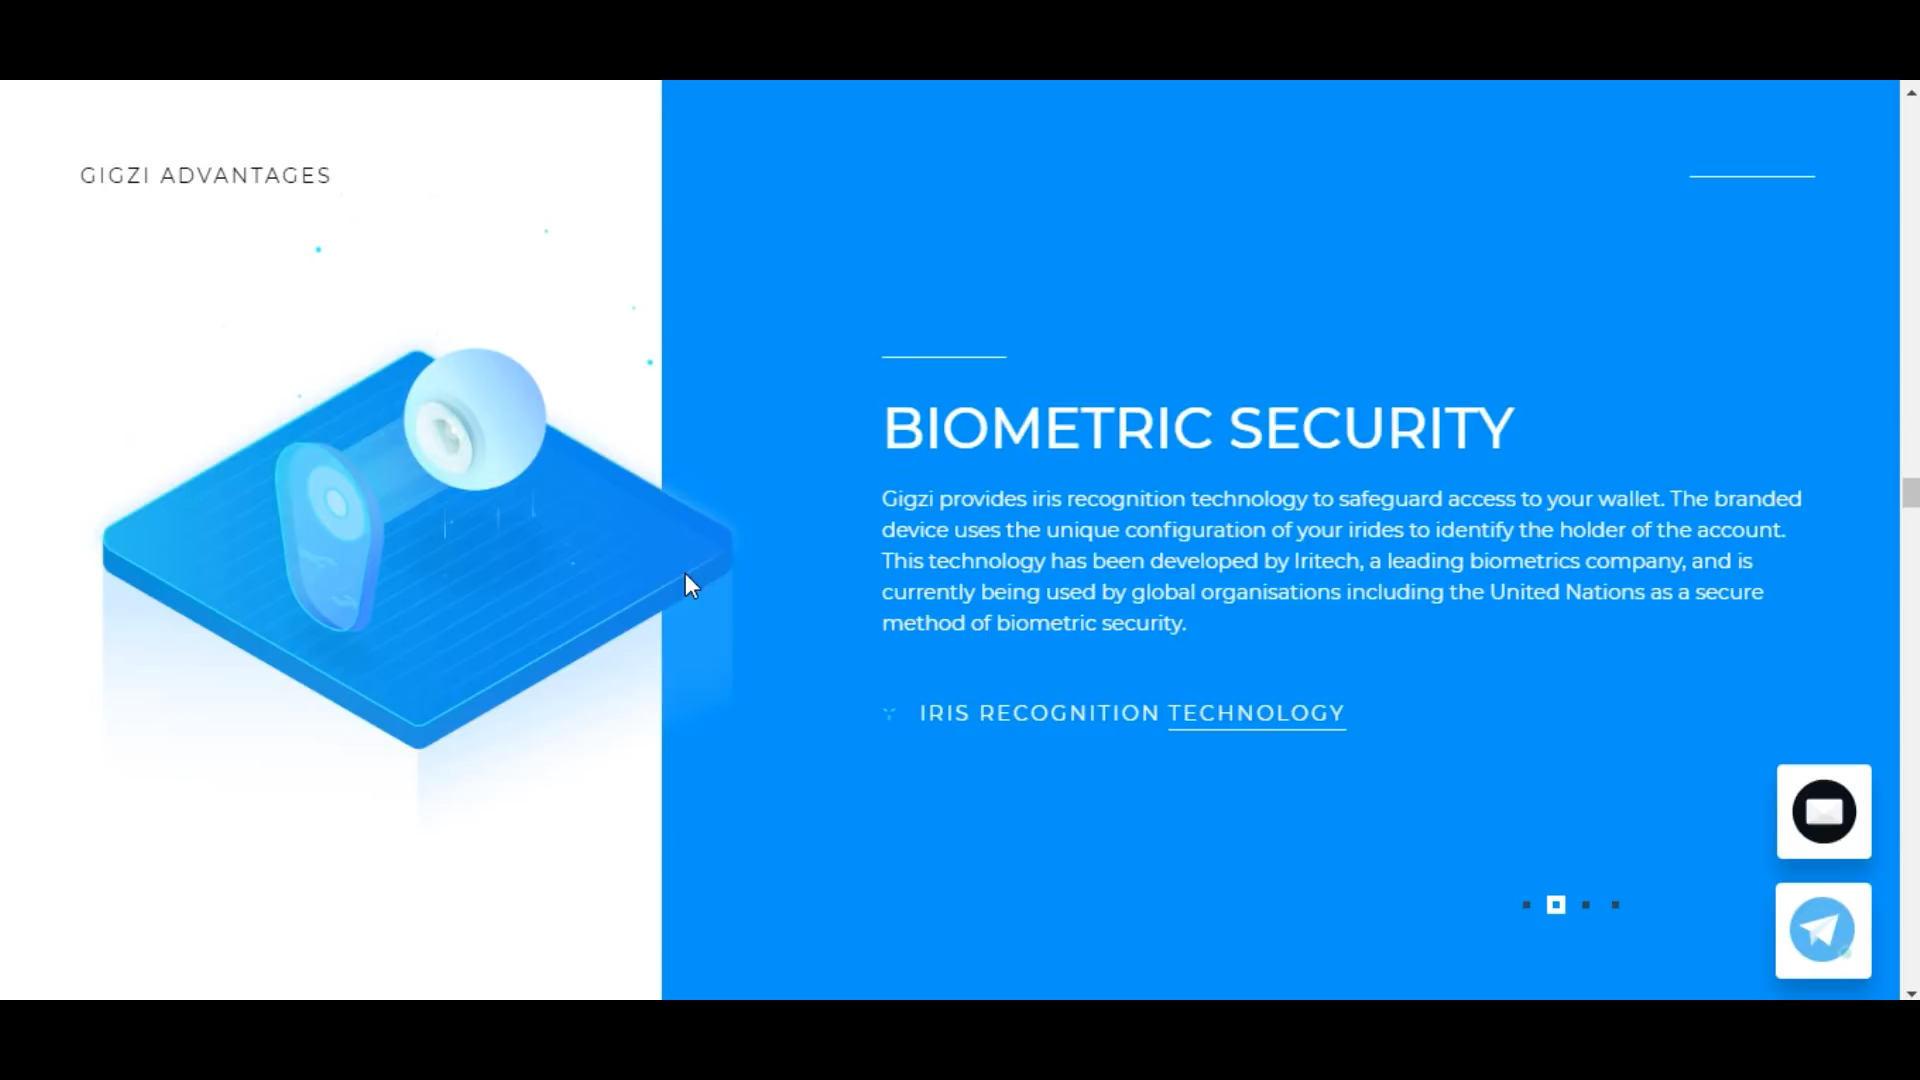 GIGZI ADVANTAGES
BIOMETRIC SECURITY
Gigzi provides iris recognition technology to safeguard access to your wallet. The branded
device uses the unique configuration of your irides to identify the holder of the account.
This technology has been developed by Iritech, a leading biometrics company, and is
currently being used by global organisations including the United Nations as a secure
method of biometric security.
IRIS RECOGNITION TECHNOLOGY